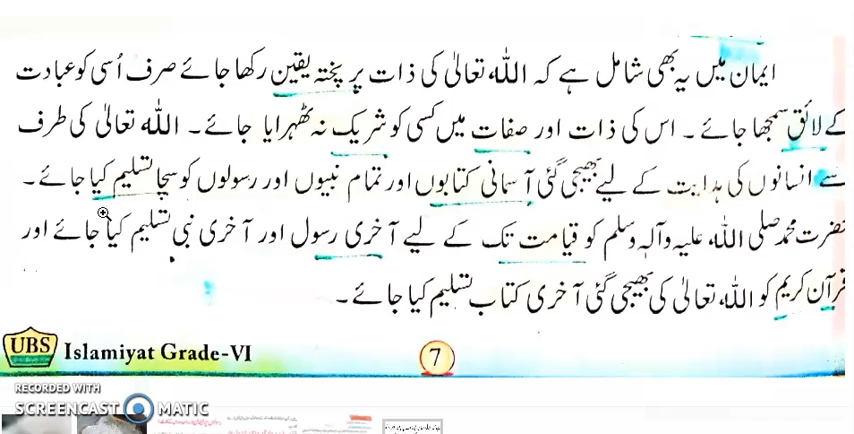 ایمان میں یہ بھی شامل ہے کہ اللہ تعالیٰ کی ذات پر پختہ یقین رکھا جائے صرف اُسی کو عبادت
کے لائق سمجھا جائے ۔ اس کی ذات اور صفات میں کسی کو شریک نہ ٹھہرایا جائے۔ اللہ تعالیٰ کی طرف
سے انسانوں کی ہدایت کے لیے بھیجی گئی آسمانی کتابوں اور تمام نبیوں اور رسولوں کو سچا تسلیم کیا جائے۔
حضرت محمد صلی اللہ علیہ وآلہ وسلم کو قیامت تک کے لیے آخری رسول اور آخری نبی تسلیم کیا جائے اور
قرآن کریم کو اللہ تعالیٰ کی بھیجی گئی آخری کتاب تسلیم کیا جائے۔
UBS Islamiyat Grade-VI 7
RECORDED WITH
SCREENCAST MATIC